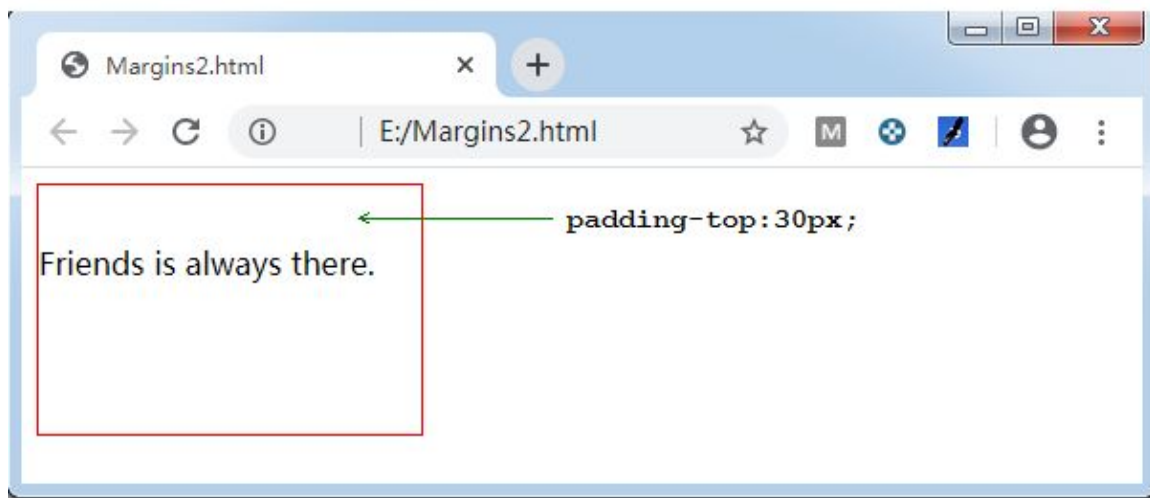 Margins2.html
E:/Margins2.html
M
padding-top:30px;
Friends is always there.